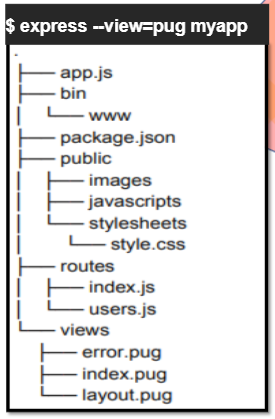 $ express --view=pug myapp
.
├── app.js
├── bin
│   └── www
├── package.json
├── public
│   ├── images
│   ├── javascripts
│   └── stylesheets
│       └── style.css
├── routes
│   ├── index.js
│   └── users.js
└── views
    ├── error.pug
    ├── index.pug
    └── layout.pug